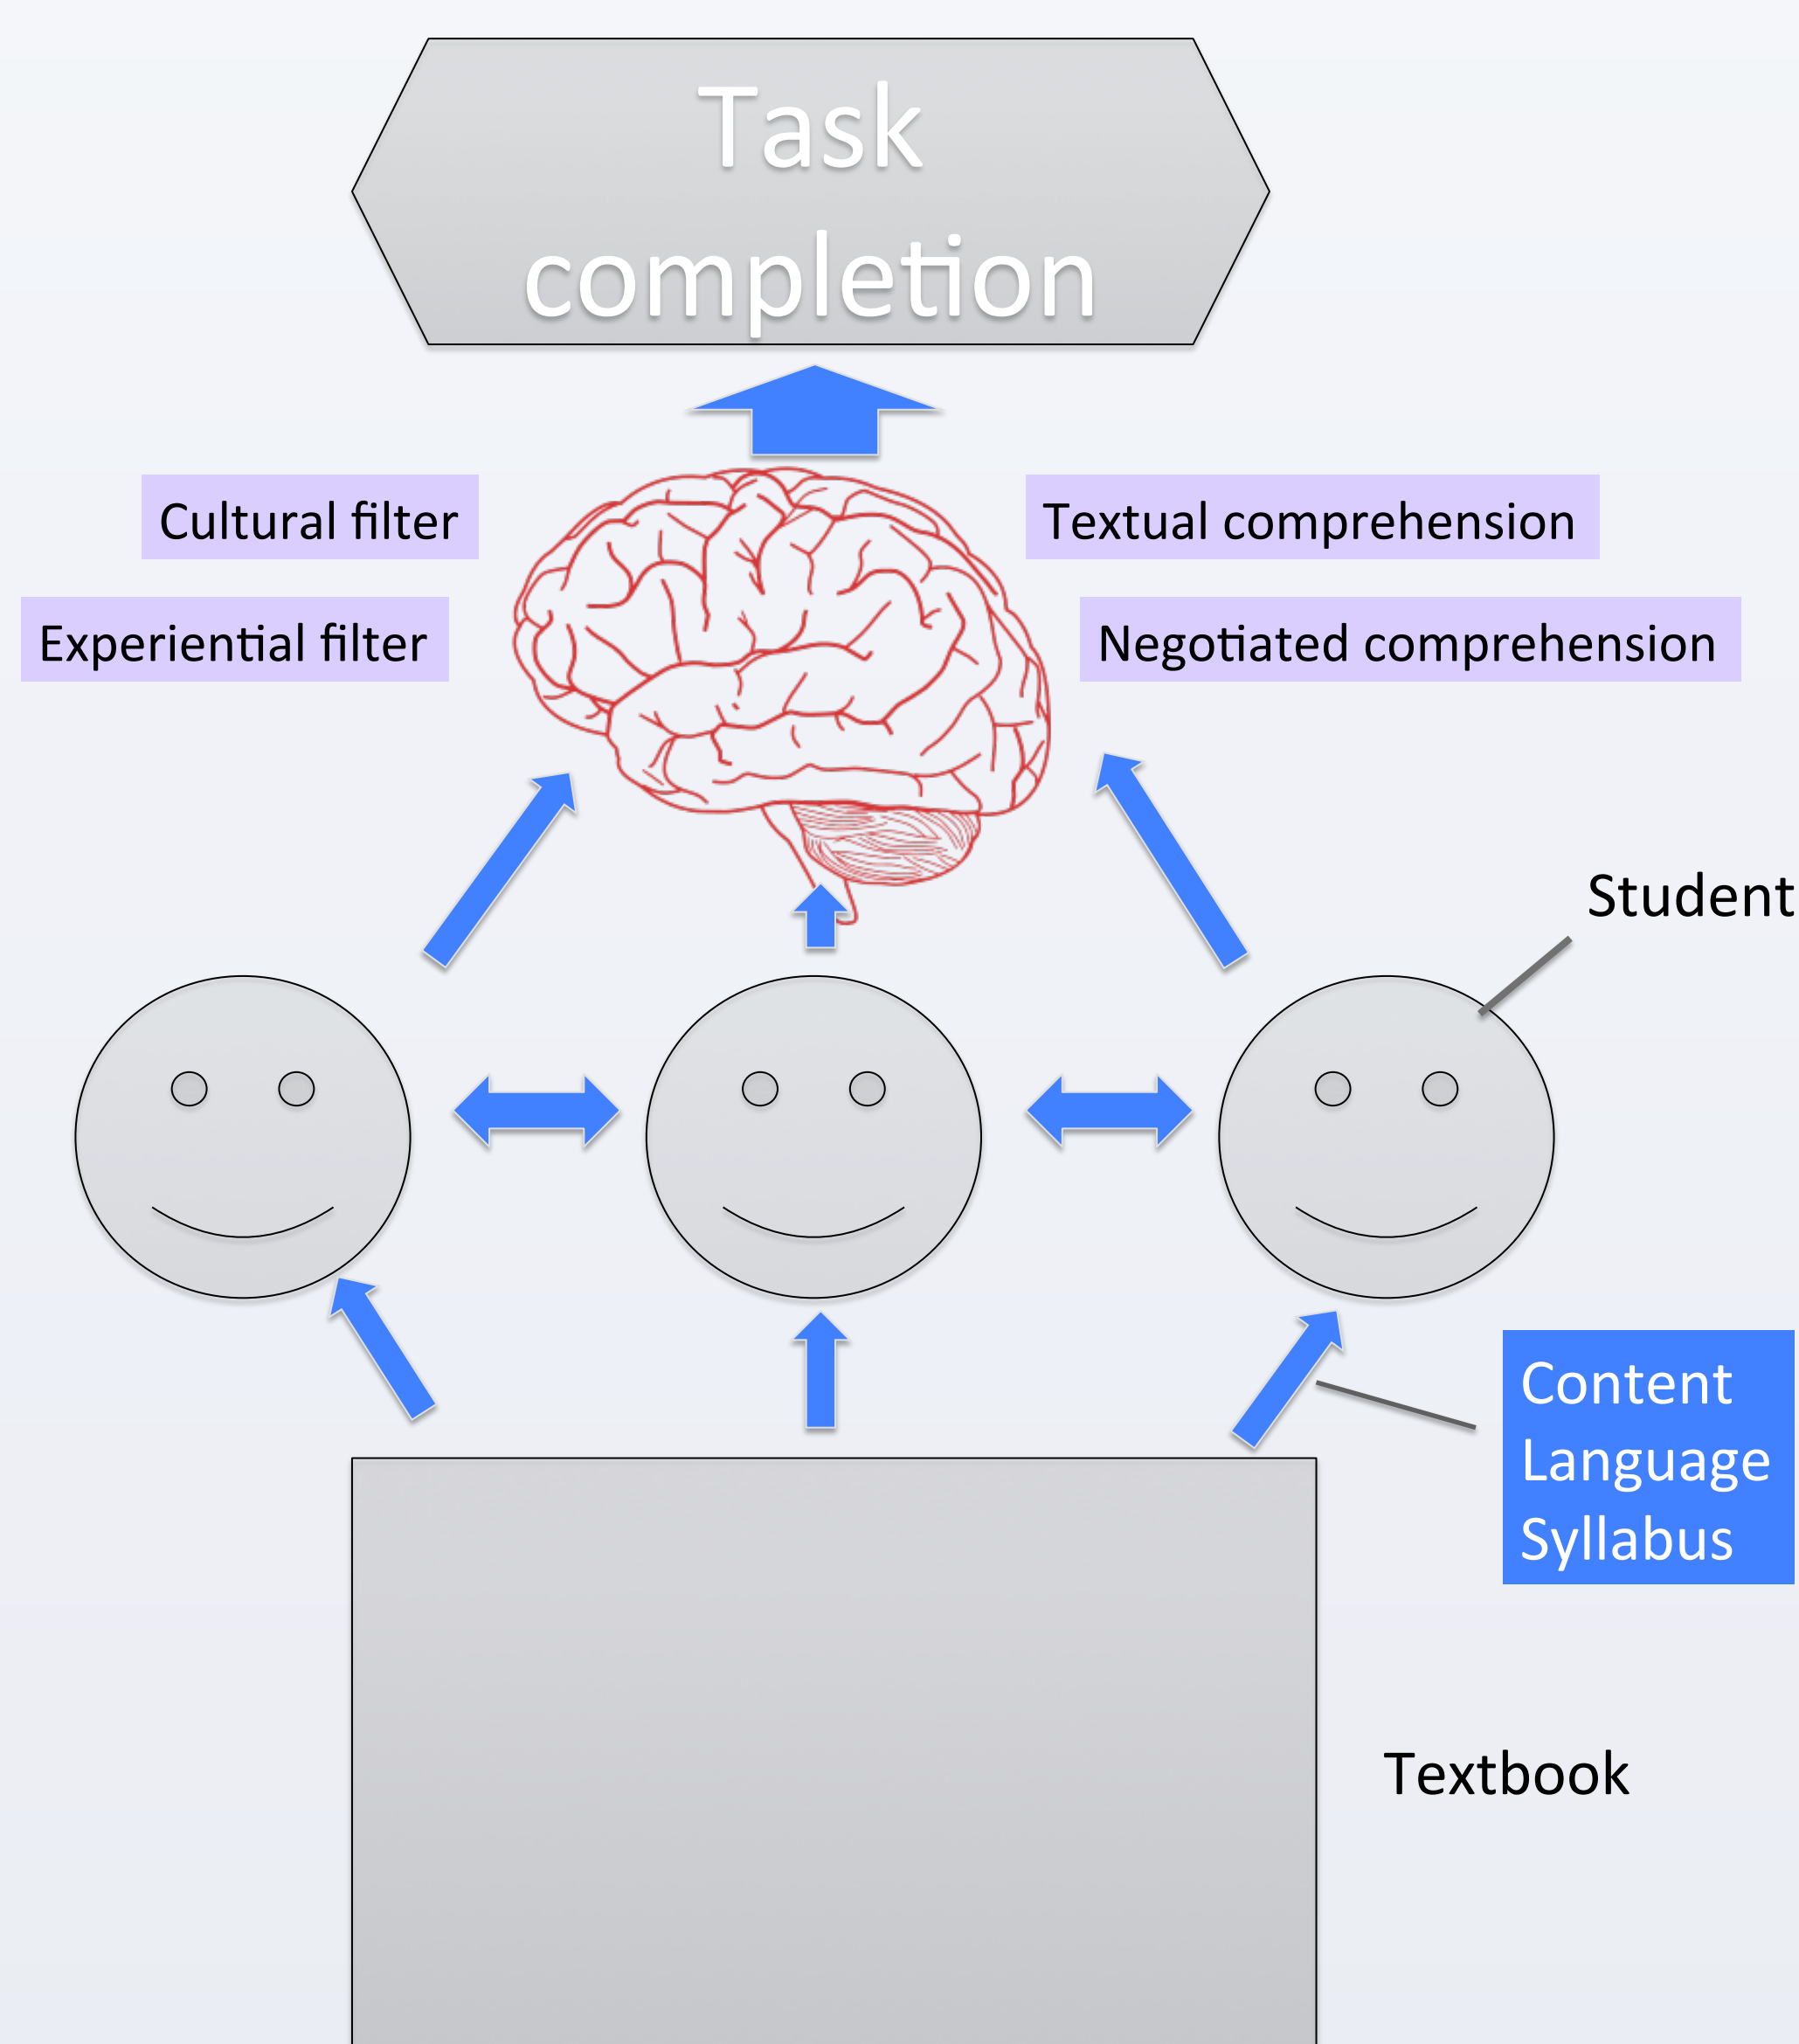 Task
completion
Cultural filter
Textual comprehension
Experiential filter
Negotiated comprehension
Student
Content
Language
Syllabus
Textbook